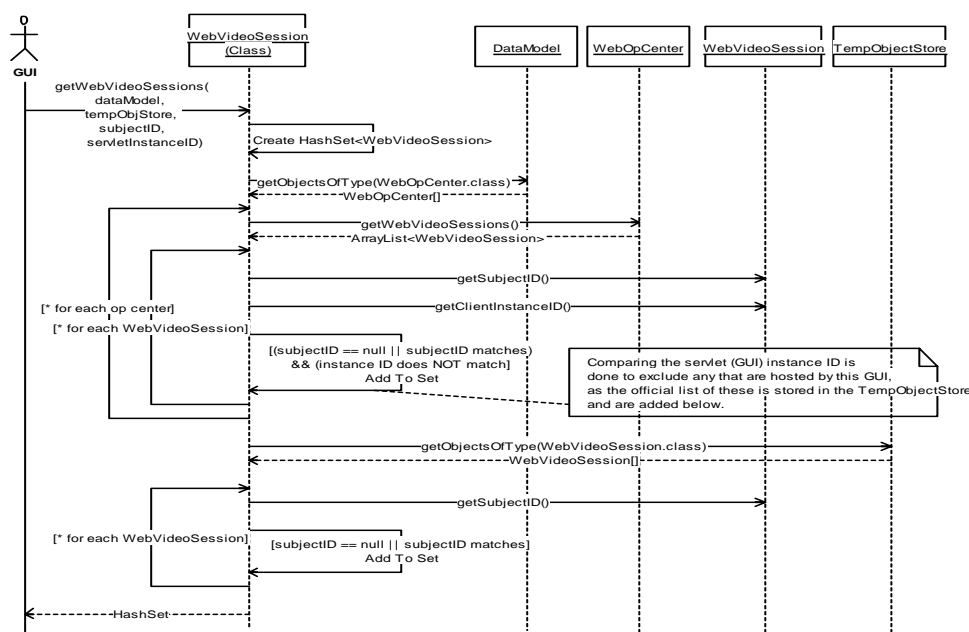 0
GUI
WebVideoSession
(Class)
DataModel
WebOpCenter
WebVideoSession
TempObjectStore
getWebVideoSessions(
dataModel,
tempObjStore,
subjectID,
servletInstanceID)
Create HashSet<WebVideoSession>
getObjectsOfType(WebOpCenter.class)
WebOpCenter[]
getWebVideoSessions()
ArrayList<WebVideoSession>
getSubjectID()
getClientInstanceID()
[* for each op center]
[* for each WebVideoSession]
[(subjectID == null || subjectID matches)
&& (instance ID does NOT match]
Add To Set
Comparing the servlet (GUI) instance ID is
done to exclude any that are hosted by this GUI,
as the official list of these is stored in the TempObjectStore
and are added below.
getObjectsOfType(WebVideoSession.class)
WebVideoSession[]
getSubjectID()
[* for each WebVideoSession]
[subjectID == null || subjectID matches]
Add To Set
HashSet